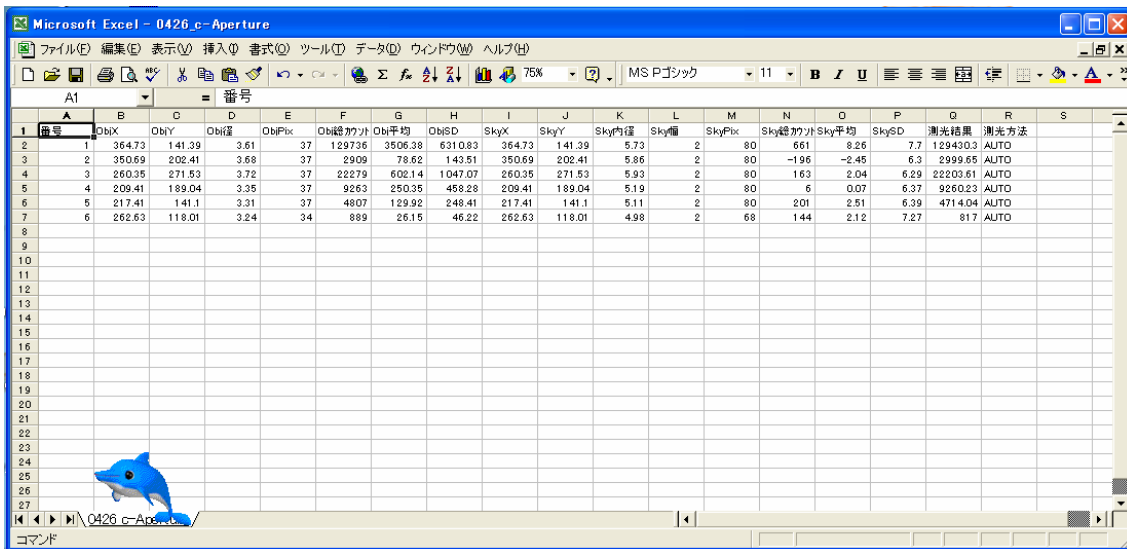 Microsoft Excel - 0426_c-Aperture
ファイル(F) 編集(E) 表示(V) 挿入(I) 書式(O) ツール(T) データ(D) ウィンドウ(W) ヘルプ(H)
75% MS Pゴシック 11 B I U
A1 = 番号
A B C D E F G H I J K L M N O P Q R S
1 番号 ObjX ObjY Obj径 ObjPix Obj総カウント Obj平均 ObjSD SkyX SkyY Sky内径 Sky幅 SkyPix Sky総カウント Sky平均 SkySD 測光結果 測光方法
2 1 364.73 141.39 3.61 37 129736 3506.38 6310.83 364.73 141.39 5.73 2 80 661 8.26 7.7 129430.3 AUTO
3 2 350.69 202.41 3.68 37 2909 78.62 143.51 350.69 202.41 5.86 2 80 -196 -2.45 6.3 2999.65 AUTO
4 3 260.35 271.53 3.72 37 22279 602.14 1047.07 260.35 271.53 5.93 2 80 163 2.04 6.29 22203.61 AUTO
5 4 209.41 189.04 3.35 37 9263 250.35 458.28 209.41 189.04 5.19 2 80 6 0.07 6.37 9260.23 AUTO
6 5 217.41 141.1 3.31 37 4807 129.92 248.41 217.41 141.1 5.11 2 80 201 2.51 6.39 4714.04 AUTO
7 6 262.63 118.01 3.24 34 889 26.15 46.22 262.63 118.01 4.98 2 68 144 2.12 7.27 817 AUTO
8
9
10
11
12
13
14
15
16
17
18
19
20
21
22
23
24
25
26
27
0426 c-Aperture
コマンド